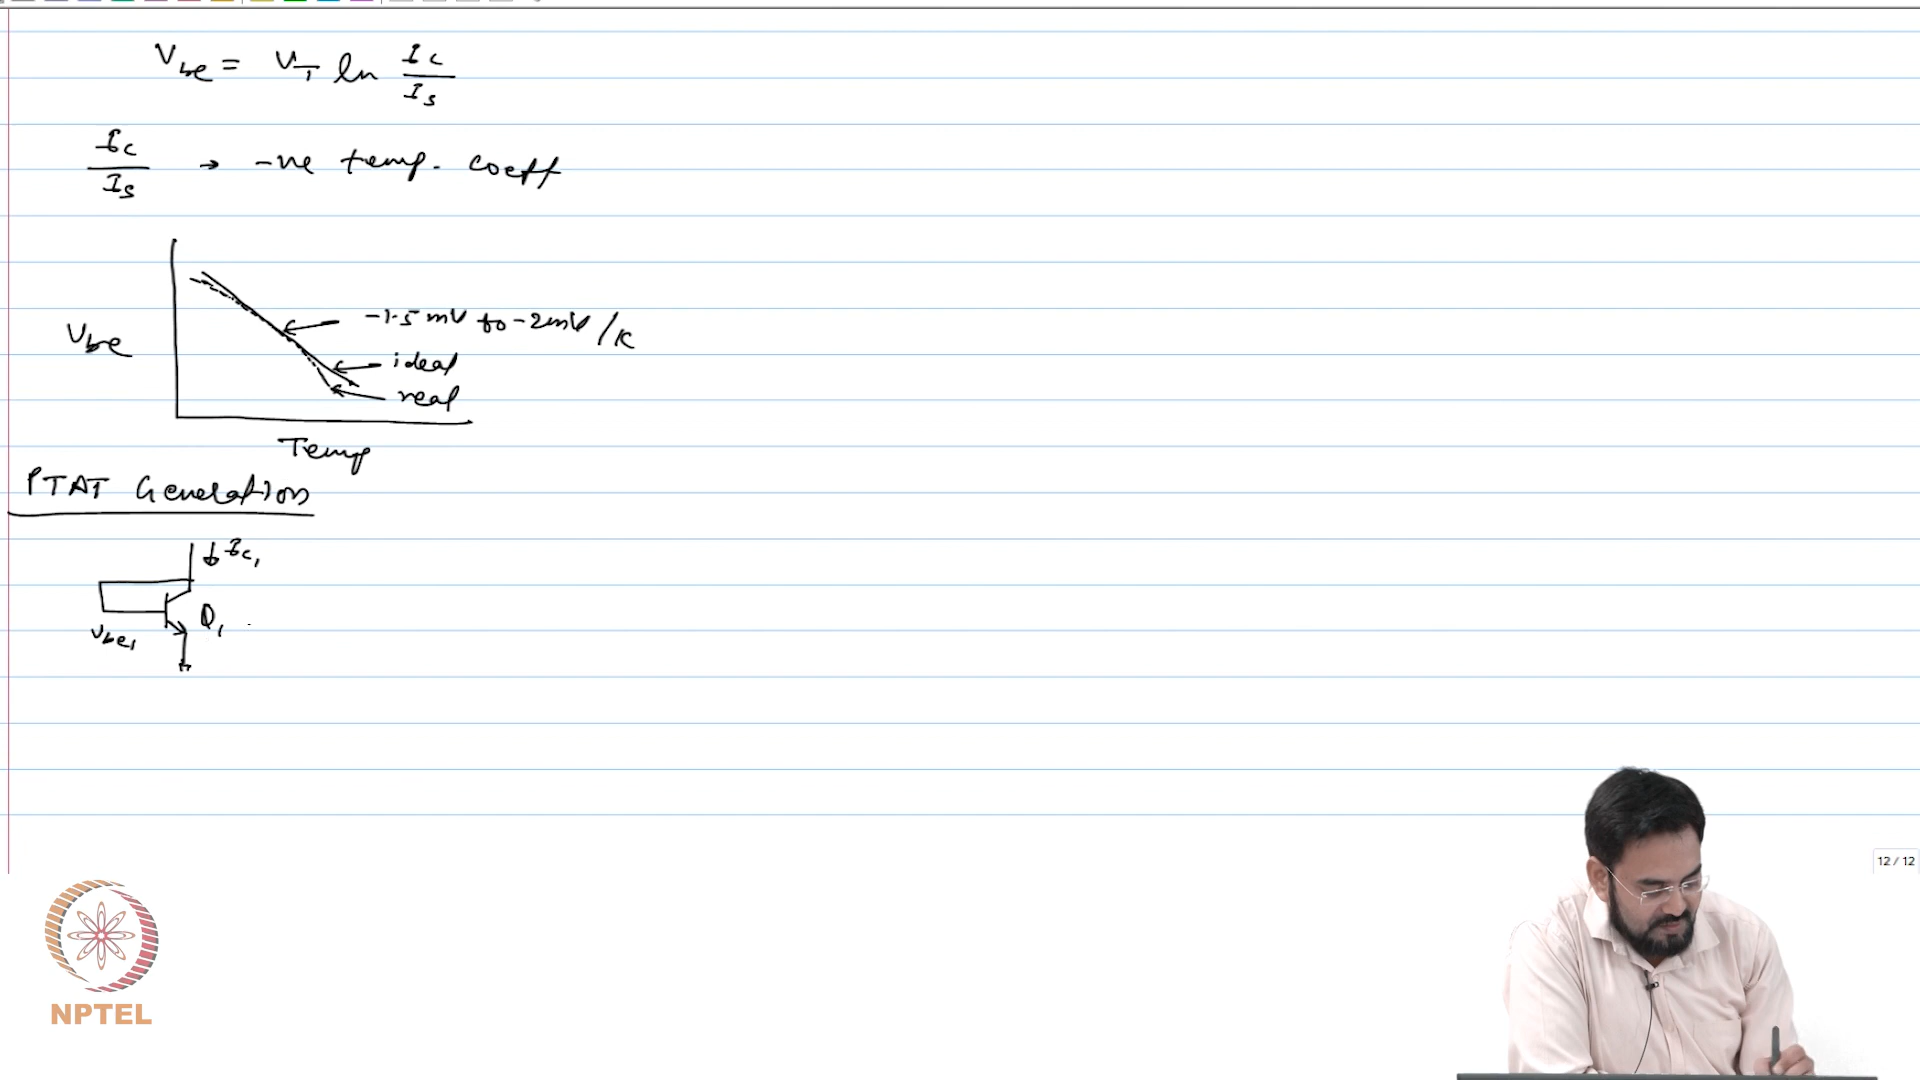 Vbe = VT ln Ic/Is
Ic/Is → -ve temp. coeff
-1.5 mV to -2mV /K
Vbe
ideal
real
Temp
PTAT Generation
↓ Ic1
Q1
Vbe1
12 / 12
NPTEL